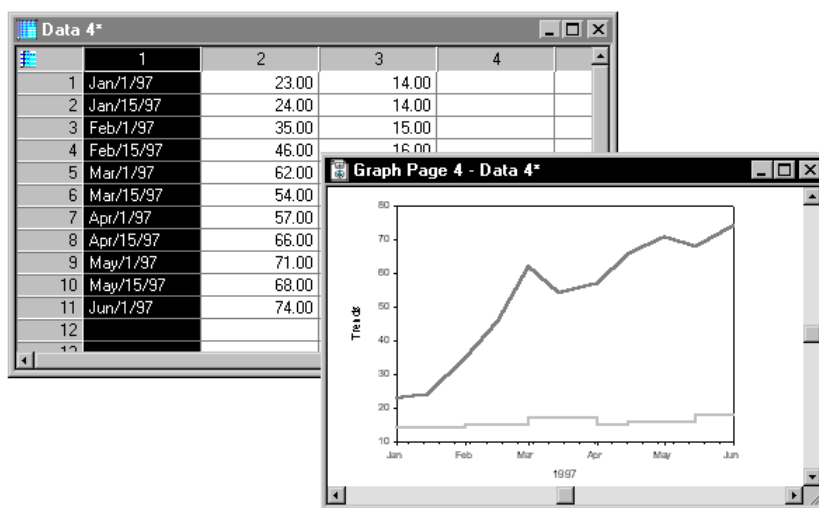 Data 4*
1 2 3 4
1 Jan/1/97 23.00 14.00
2 Jan/15/97 24.00 14.00
3 Feb/1/97 35.00 15.00
4 Feb/15/97 46.00 16.00
5 Mar/1/97 62.00
6 Mar/15/97 54.00
7 Apr/1/97 57.00
8 Apr/15/97 66.00
9 May/1/97 71.00
10 May/15/97 68.00
11 Jun/1/97 74.00
12
Graph Page 4 - Data 4*
80
70
60
50
40
30
20
10
Trends
Jan Feb Mar Apr May Jun
1997